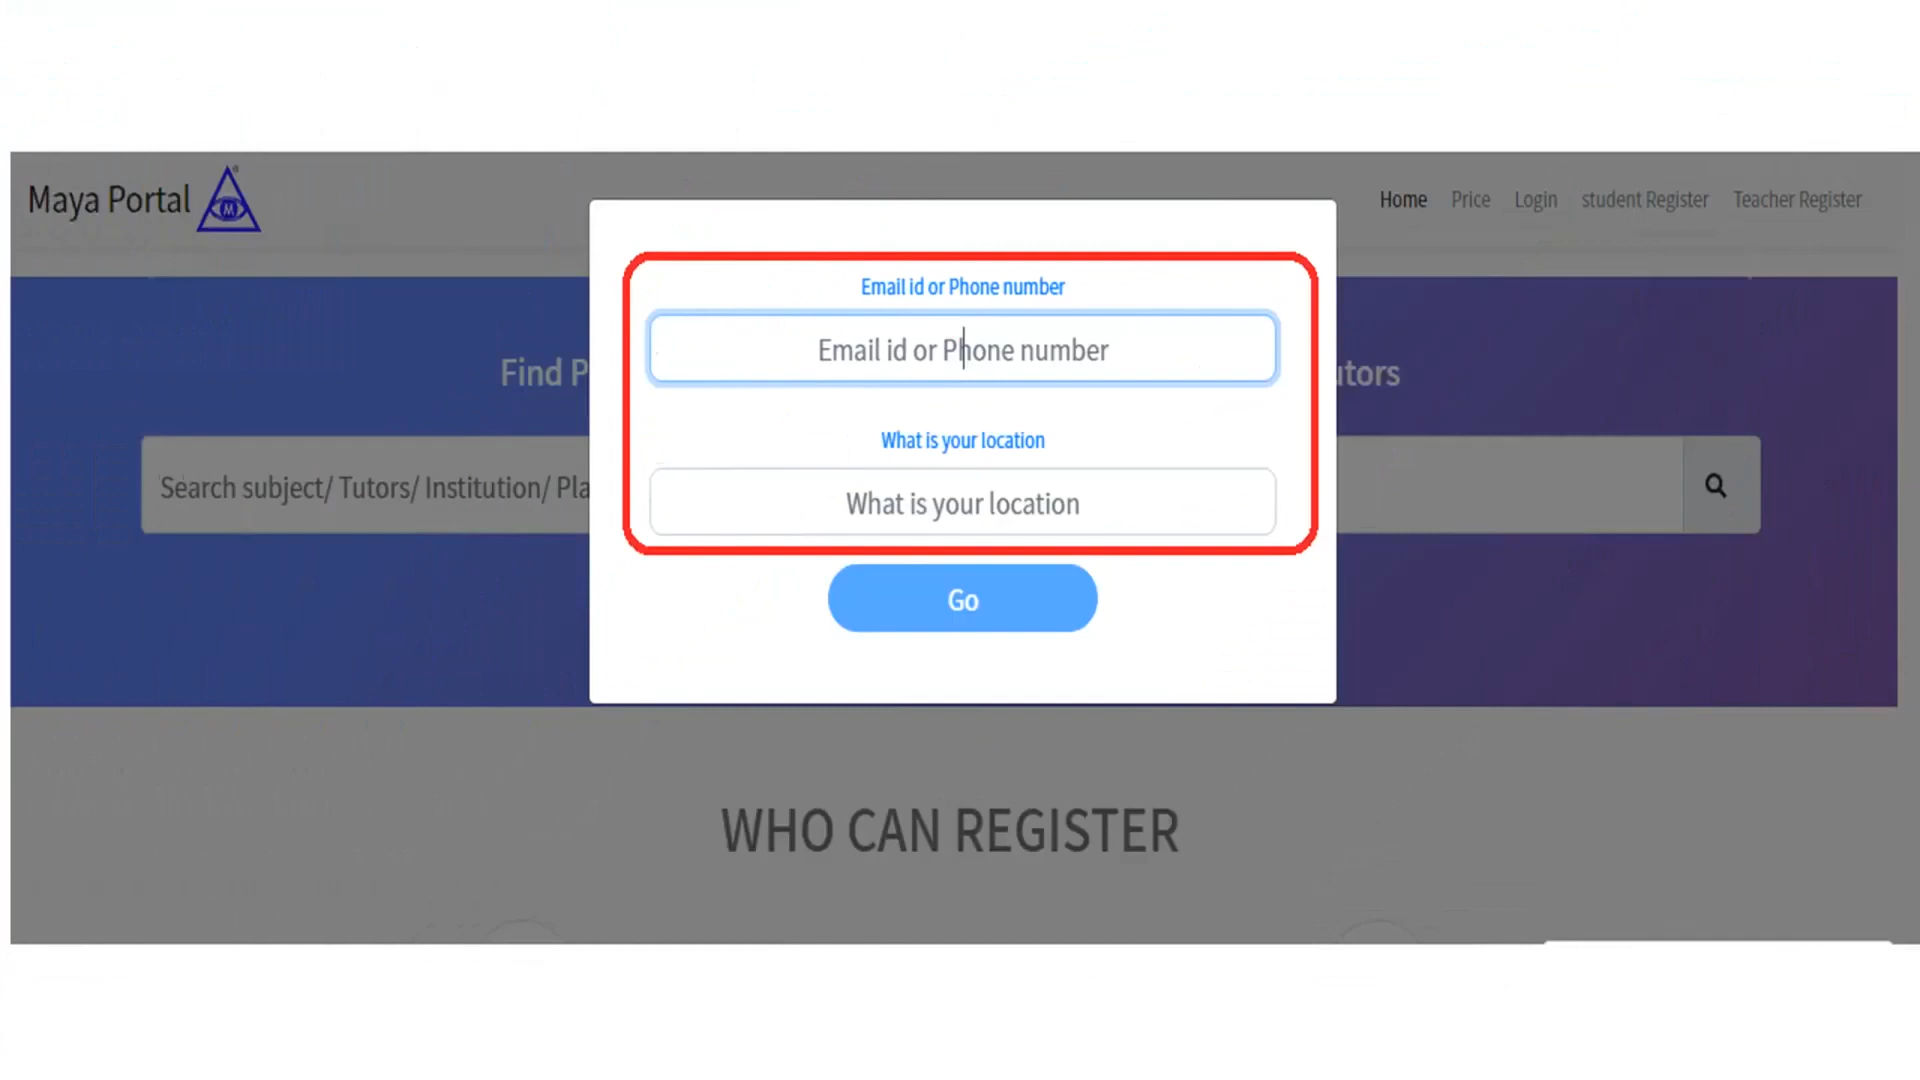 Maya Portal
M
Home Price Login student Register Teacher Register
Email id or Phone number
Email id or Phone number
Find P
utors
What is your location
Search subject/ Tutors/ Institution/ Pla
What is your location
Go
WHO CAN REGISTER